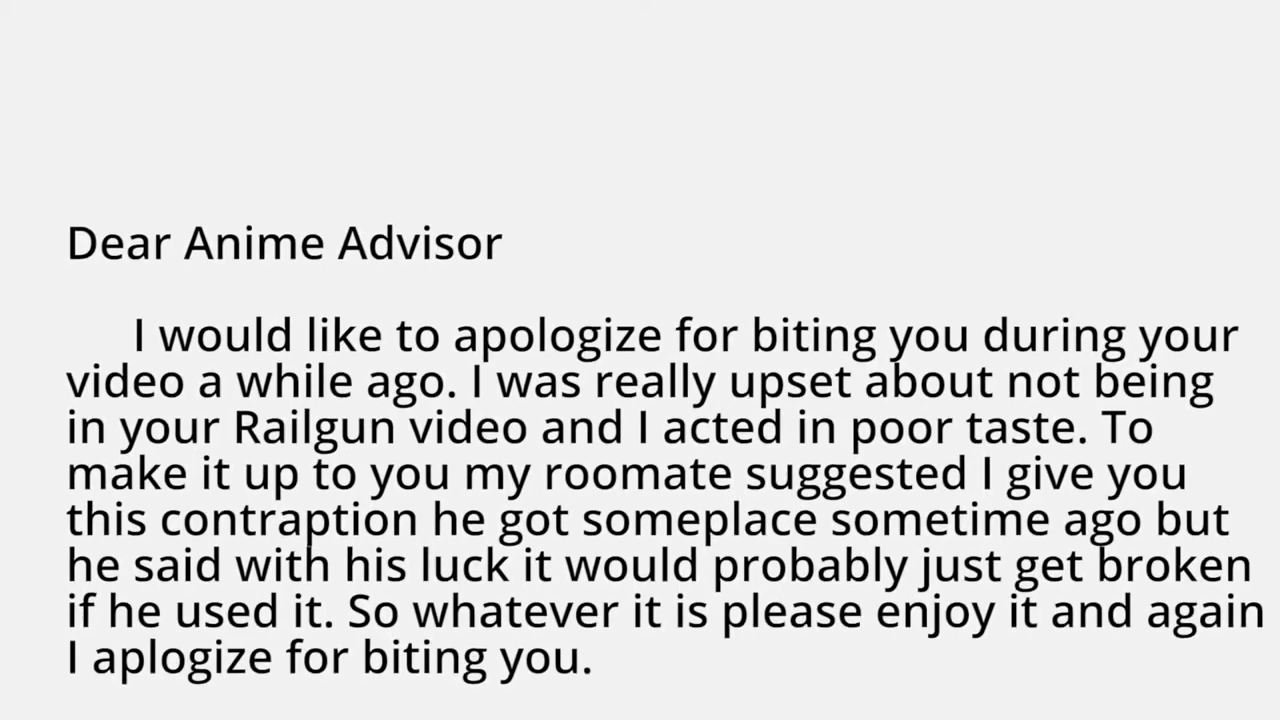 Dear Anime Advisor
I would like to apologize for biting you during your
video a while ago. I was really upset about not being
in your Railgun video and I acted in poor taste. To
make it up to you my roomate suggested I give you
this contraption he got someplace sometime ago but
he said with his luck it would probably just get broken
if he used it. So whatever it is please enjoy it and again
I aplogize for biting you.